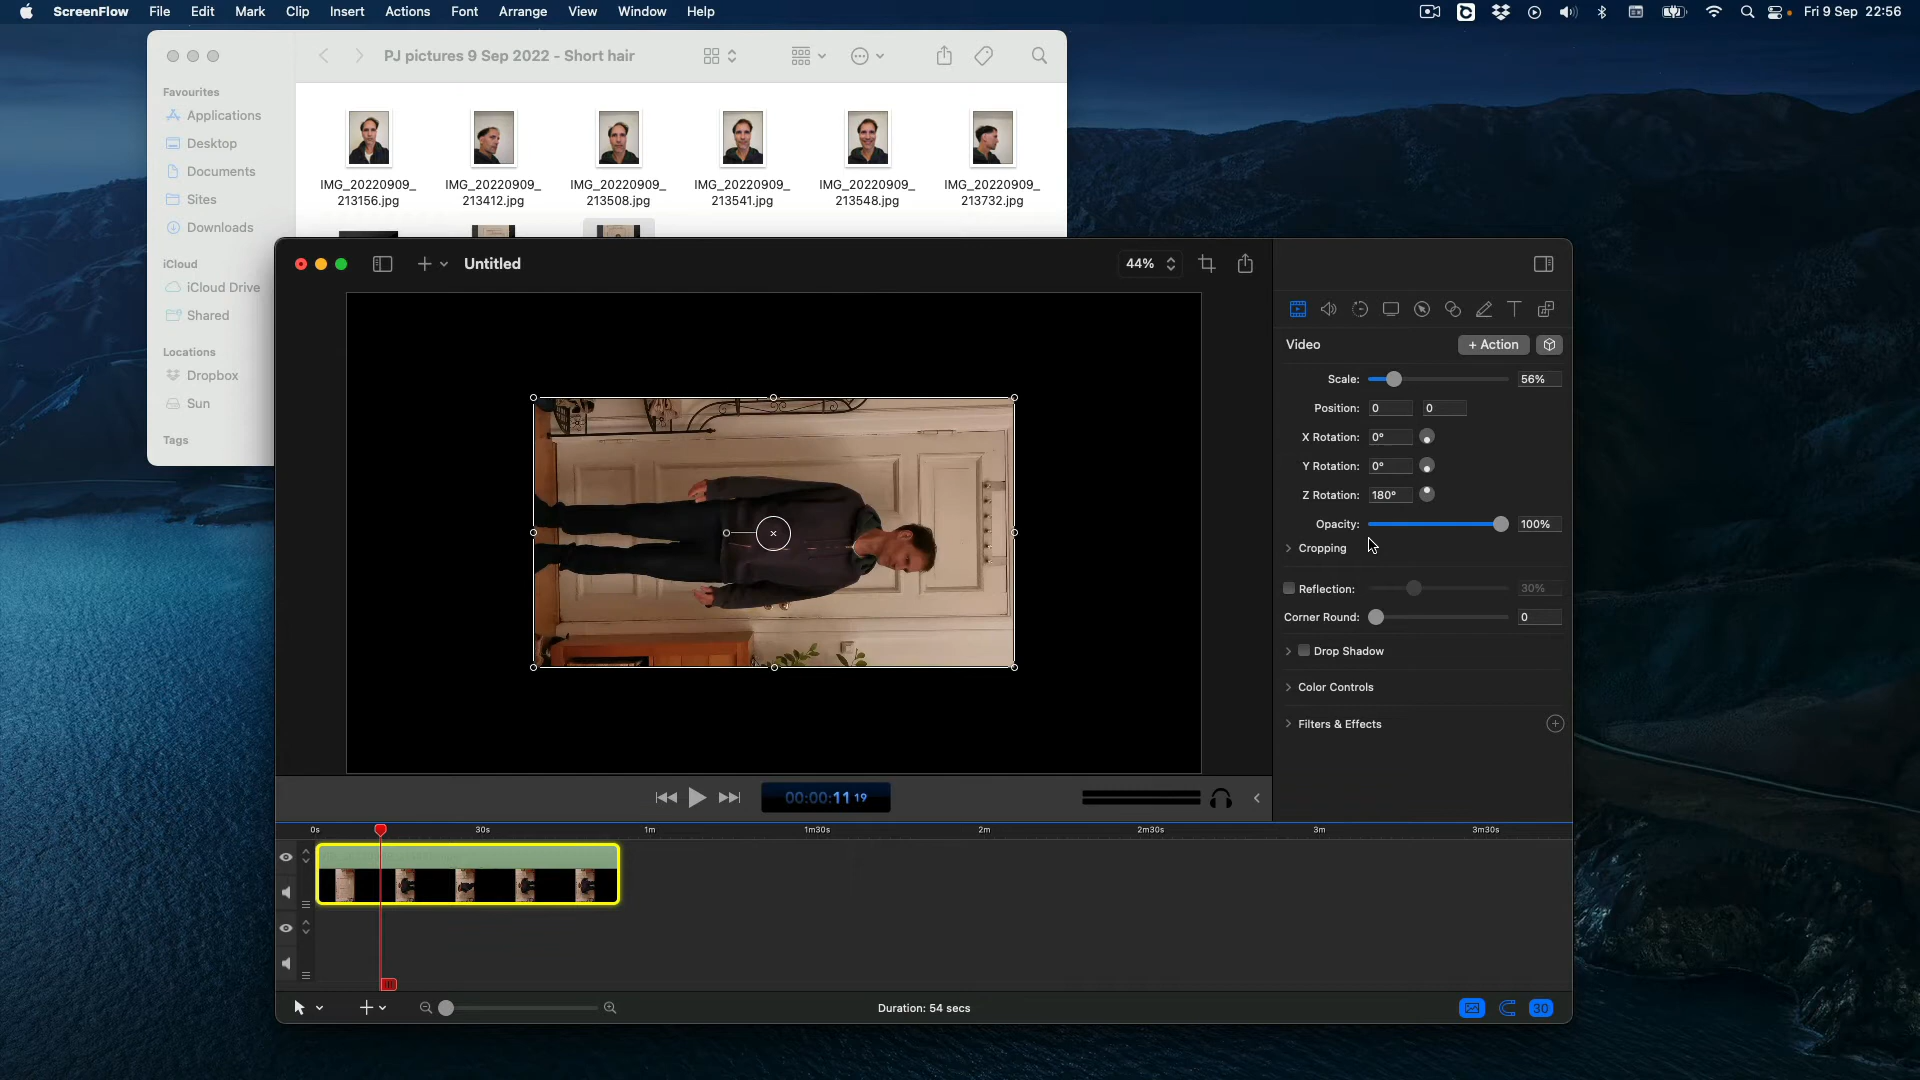 ScreenFlow File Edit Mark Clip Insert Actions Font Arrange View Window Help Fri 9 Sep 22:56
PJ pictures 9 Sep 2022 - Short hair
Favourites
Applications
Desktop
Documents
Sites
Downloads
iCloud
iCloud Drive
Shared
Locations
Dropbox
Sun
Tags
IMG_20220909_ IMG_20220909_ IMG_20220909_ IMG_20220909_ IMG_20220909_ IMG_20220909_
213156.jpg 213412.jpg 213508.jpg 213541.jpg 213548.jpg 213732.jpg
Untitled 44%
Video + Action
Scale: 56%
Position: 0 0
X Rotation: 0°
Y Rotation: 0°
Z Rotation: 180°
Opacity: 100%
Cropping
Reflection: 30%
Corner Round: 0
Drop Shadow
Color Controls
Filters & Effects
00:00:11 19
0s 30s 1m 1m30s 2m 2m30s 3m 3m30s
Duration: 54 secs
30